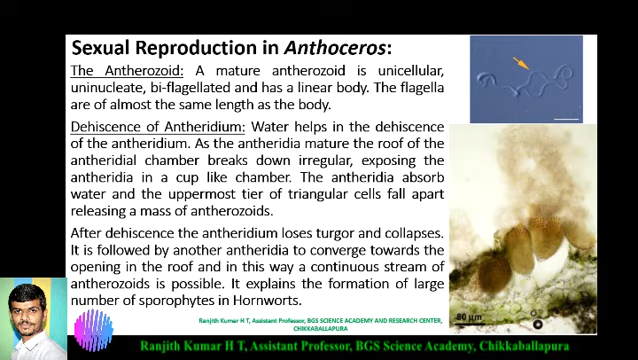 Sexual Reproduction in Anthoceros:
The Antherozoid: A mature antherozoid is unicellular,
uninucleate, bi-flagellated and has a linear body. The flagella
are of almost the same length as the body.
Dehiscence of Antheridium: Water helps in the dehiscence
of the antheridium. As the antheridia mature the roof of the
antheridial chamber breaks down irregular, exposing the
antheridia in a cup like chamber. The antheridia absorb
water and the uppermost tier of triangular cells fall apart
releasing a mass of antherozoids.
After dehiscence the antheridium loses turgor and collapses.
It is followed by another antheridia to converge towards the
opening in the roof and in this way a continuous stream of
antherozoids is possible. It explains the formation of large
number of sporophytes in Hornworts.
80 µm
Ranjith Kumar H T, Assistant Professor, BGS SCIENCE ACADEMY AND RESEARCH CENTER,
CHIKKABALLAPURA
Ranjith Kumar H T, Assistant Professor, BGS Science Academy, Chikkaballapura